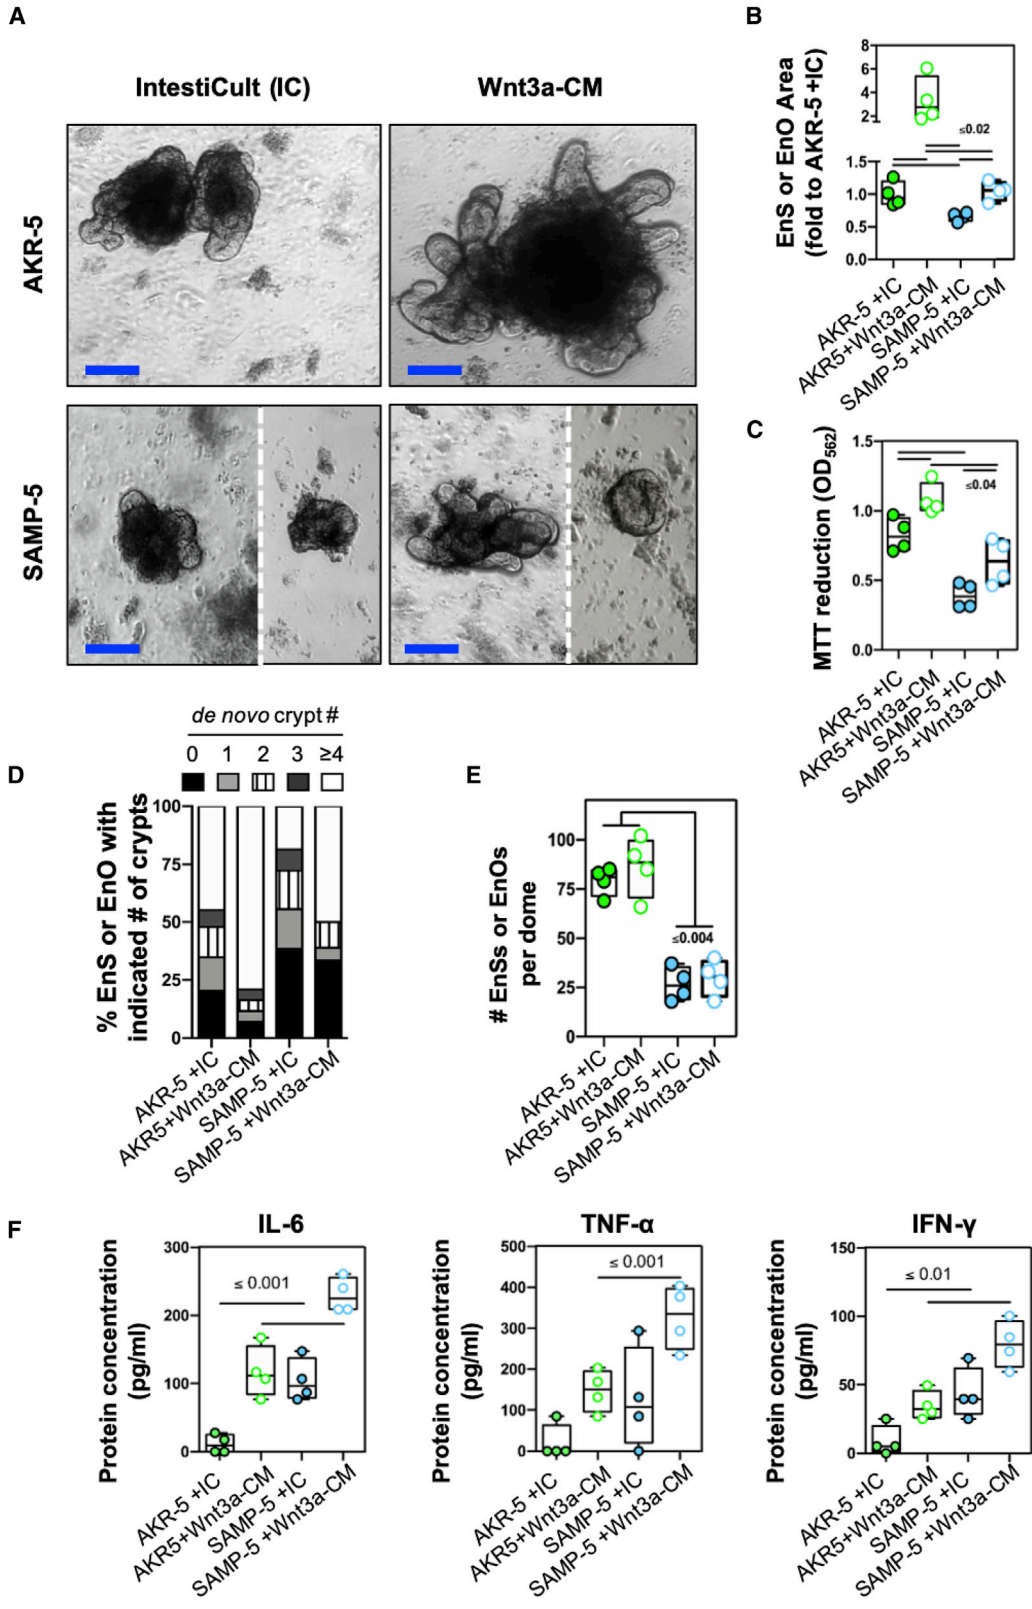 A
IntestiCult (IC)
Wnt3a-CM
AKR-5
SAMP-5
B
EnS or EnO Area
(fold to AKR-5 +IC)
8
6
4
2
1.5
1.0
0.5
0.0
≤0.02
AKR-5 +IC
AKR5+Wnt3a-CM
SAMP-5 +IC
SAMP-5 +Wnt3a-CM
C
MTT reduction (OD562)
1.5
1.0
0.5
0.0
≤0.04
AKR-5 +IC
AKR5+Wnt3a-CM
SAMP-5 +IC
SAMP-5 +Wnt3a-CM
D
de novo crypt #
0 1 2 3 ≥4
% EnS or EnO with
indicated # of crypts
100
75
50
25
0
AKR-5 +IC
AKR5+Wnt3a-CM
SAMP-5 +IC
SAMP-5 +Wnt3a-CM
E
# EnSs or EnOs
per dome
100
75
50
25
0
≤0.004
AKR-5 +IC
AKR5+Wnt3a-CM
SAMP-5 +IC
SAMP-5 +Wnt3a-CM
F
IL-6
Protein concentration
(pg/ml)
300
200
100
0
≤ 0.001
AKR-5 +IC
AKR5+Wnt3a-CM
SAMP-5 +IC
SAMP-5 +Wnt3a-CM
TNF-α
Protein concentration
(pg/ml)
500
400
300
200
100
0
≤ 0.001
AKR-5 +IC
AKR5+Wnt3a-CM
SAMP-5 +IC
SAMP-5 +Wnt3a-CM
IFN-γ
Protein concentration
(pg/ml)
150
100
50
0
≤ 0.01
AKR-5 +IC
AKR5+Wnt3a-CM
SAMP-5 +IC
SAMP-5 +Wnt3a-CM